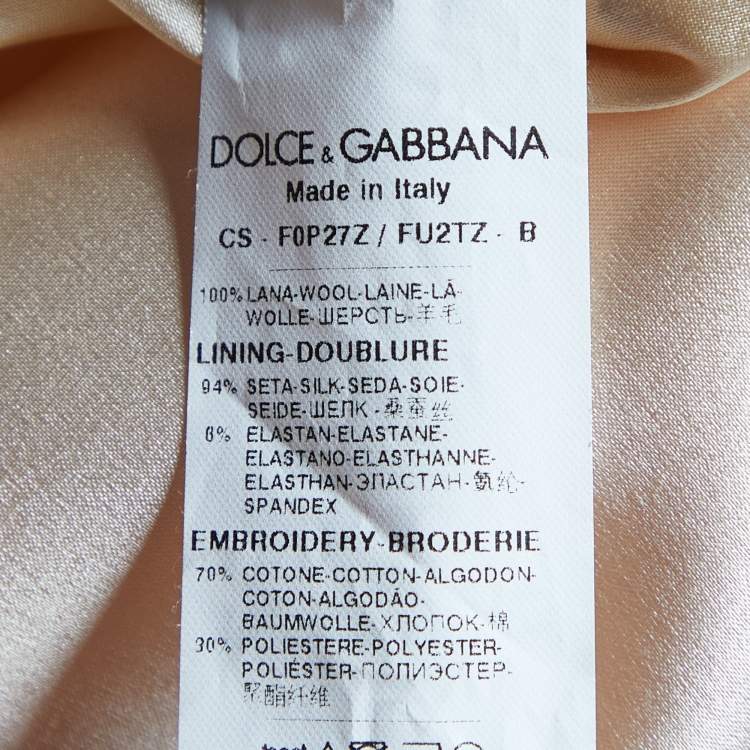 DOLCE & GABBANA
Made in Italy
CS - F0P27Z / FU2TZ - B
100% LANA-WOOL-LAINE-LÃ-
WOLLE-ШЕРСТЬ-羊毛
LINING-DOUBLURE
94% SETA-SILK-SEDA-SOIE-
SEIDE-ШЕЛК-桑蚕丝
6% ELASTAN-ELASTANE-
ELASTANO-ELASTHANNE-
ELASTHAN-ЭЛАСТАН-氨纶-
SPANDEX
EMBROIDERY-BRODERIE
70% COTONE-COTTON-ALGODON-
COTON-ALGODÃO-
BAUMWOLLE-ХЛОПОК-棉
30% POLIESTERE-POLYESTER-
POLIÉSTER-ПОЛИЭСТЕР-
聚酯纤维